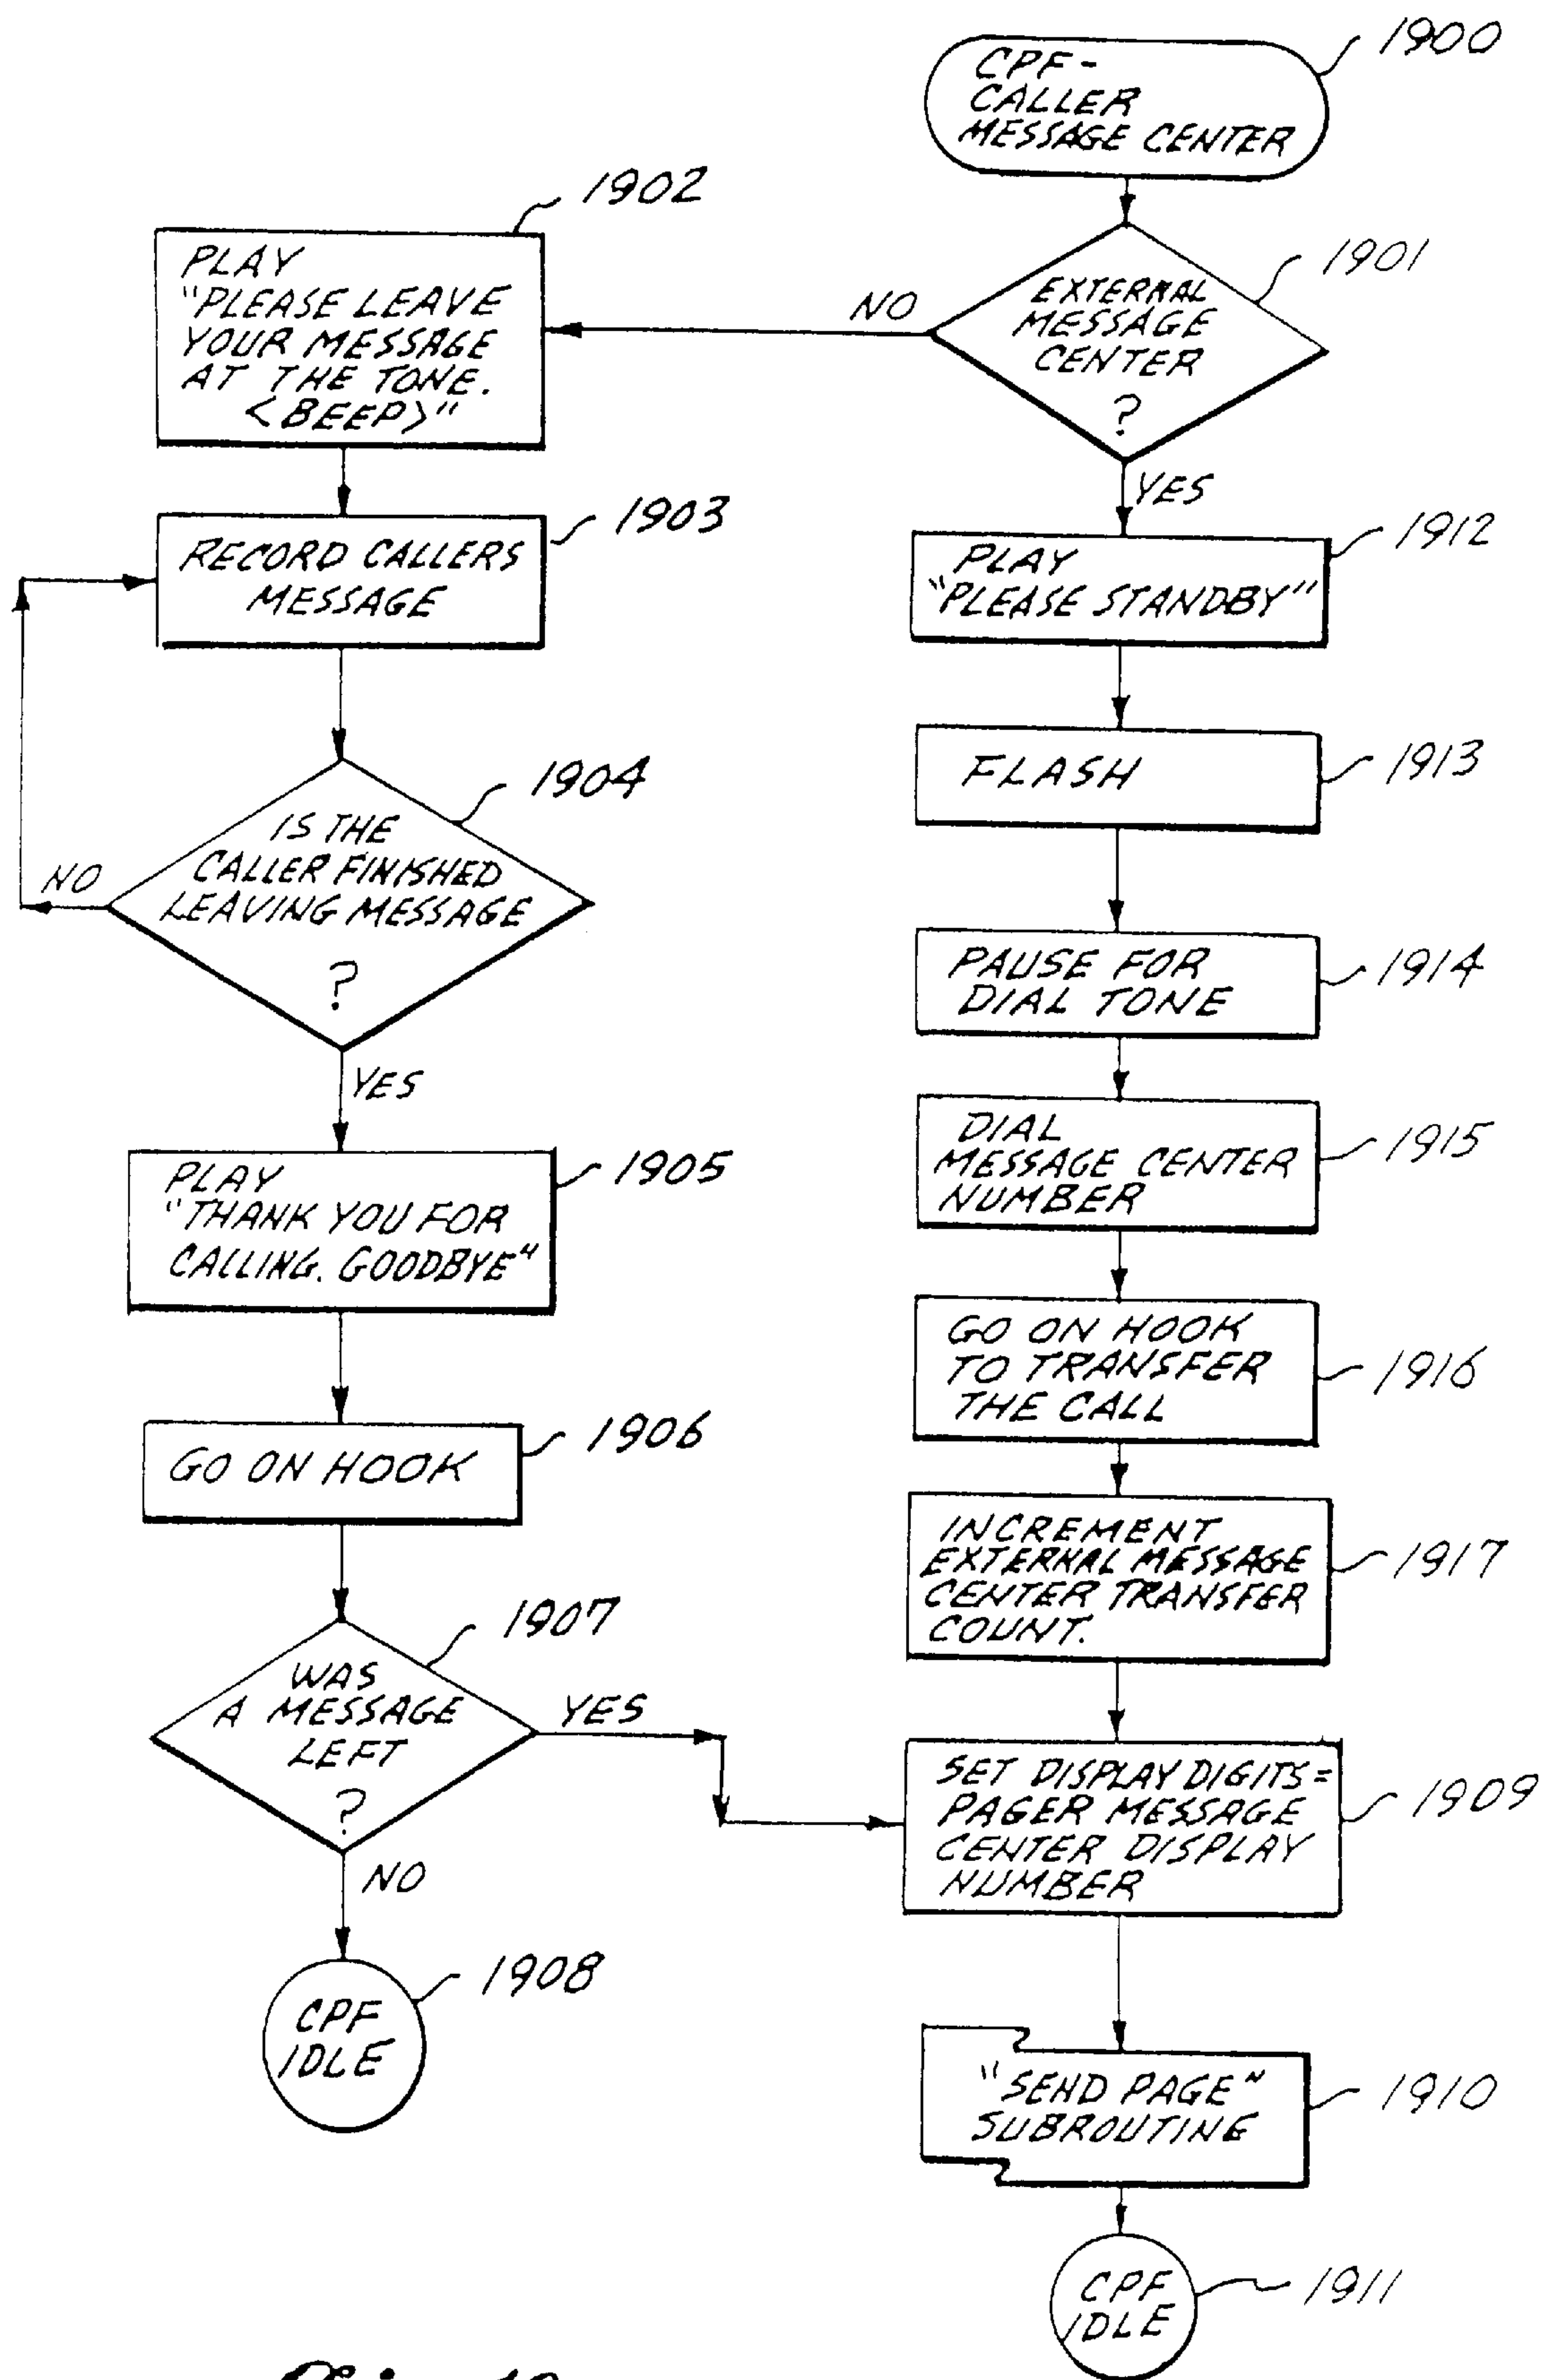 1900
CPF-
CALLER
MESSAGE CENTER
1901
EXTERNAL
MESSAGE
CENTER
?
NO
YES
1902
PLAY
"PLEASE LEAVE
YOUR MESSAGE
AT THE TONE.
<BEEP>"
1903
RECORD CALLERS
MESSAGE
1904
IS THE
CALLER FINISHED
LEAVING MESSAGE
?
NO
YES
1905
PLAY
"THANK YOU FOR
CALLING. GOODBYE"
1906
GO ON HOOK
1907
WAS
A MESSAGE
LEFT
?
YES
NO
1908
CPF
IDLE
1912
PLAY
"PLEASE STANDBY"
1913
FLASH
1914
PAUSE FOR
DIAL TONE
1915
DIAL
MESSAGE CENTER
NUMBER
1916
GO ON HOOK
TO TRANSFER
THE CALL
1917
INCREMENT
EXTERNAL MESSAGE
CENTER TRANSFER
COUNT.
1909
SET DISPLAY DIGITS=
PAGER MESSAGE
CENTER DISPLAY
NUMBER
1910
"SEND PAGE"
SUBROUTINE
1911
CPF
IDLE